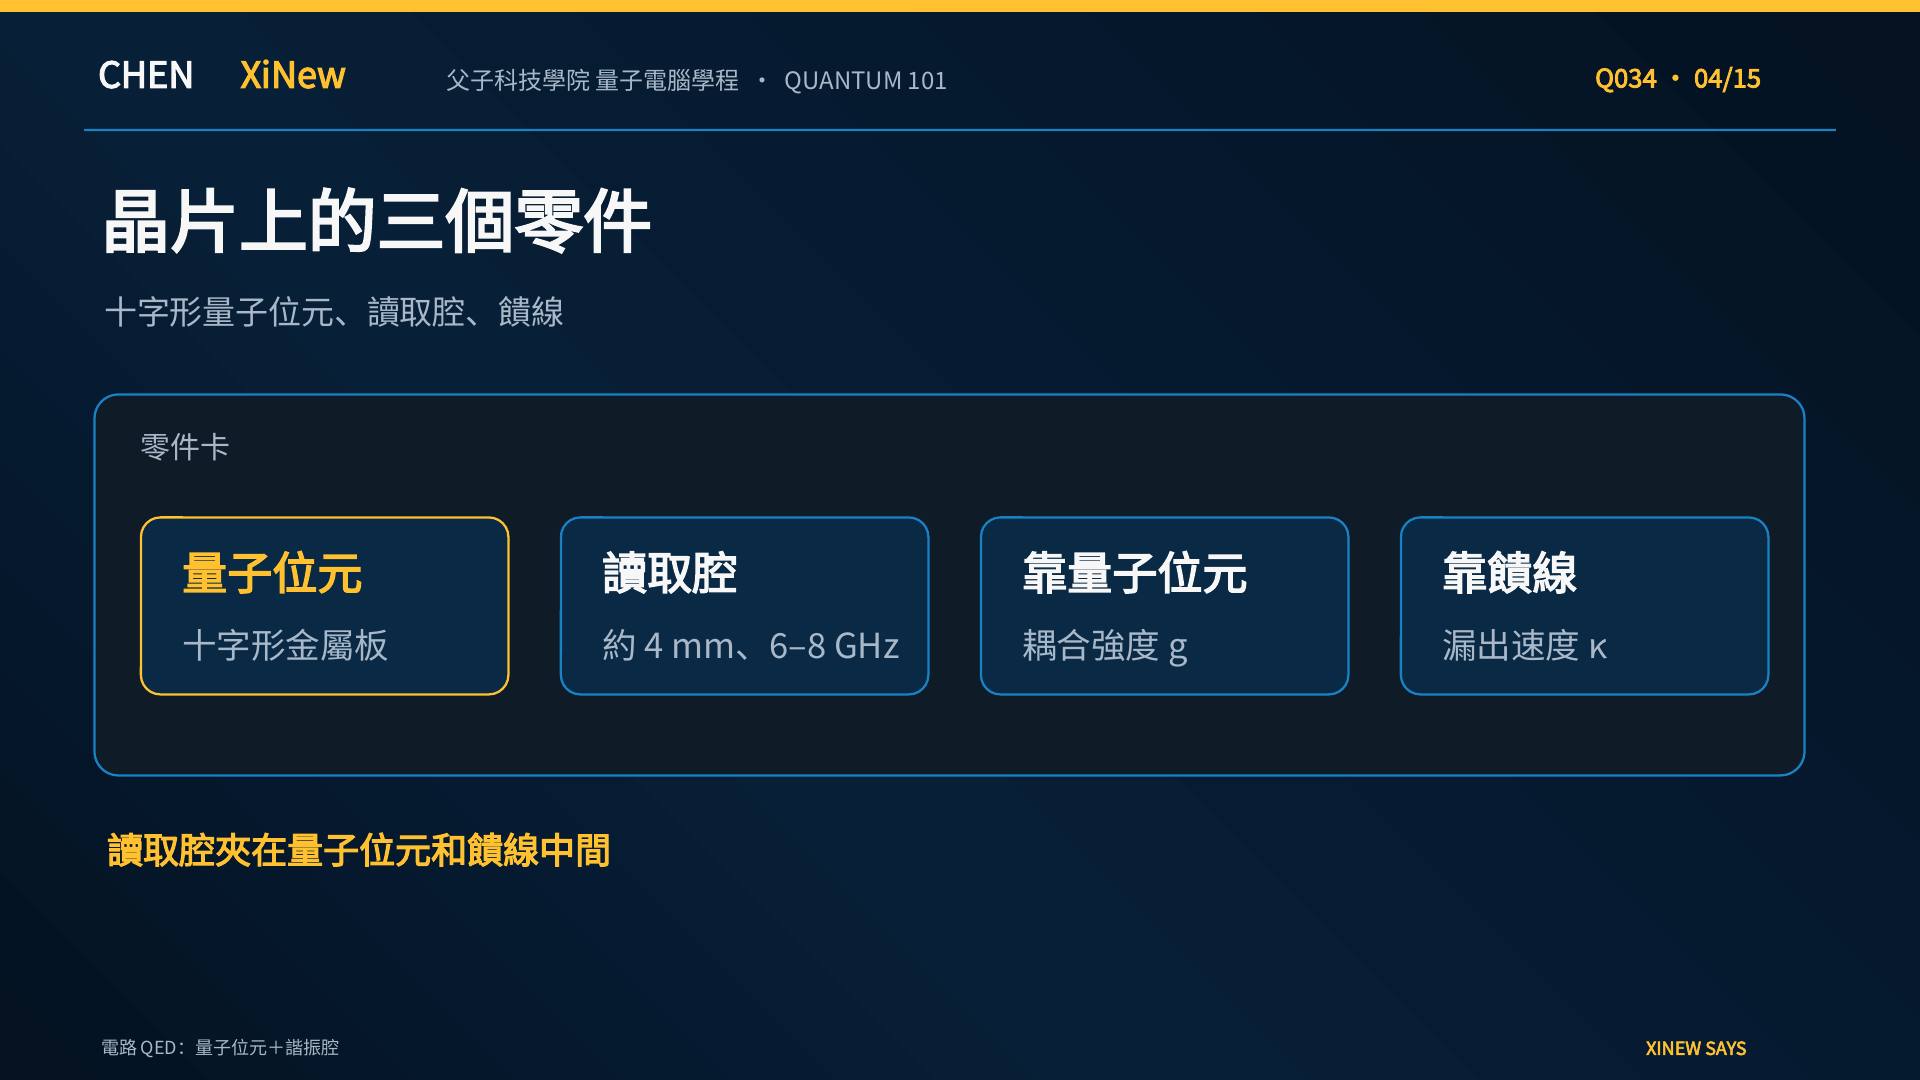 CHEN XiNew 父子科技學院 量子電腦學程 • QUANTUM 101 Q034 • 04/15
晶片上的三個零件
十字形量子位元、讀取腔、饋線
零件卡
量子位元
十字形金屬板
讀取腔
約 4 mm、6–8 GHz
靠量子位元
耦合強度 g
靠饋線
漏出速度 κ
讀取腔夾在量子位元和饋線中間
電路 QED：量子位元＋諧振腔
XINEW SAYS